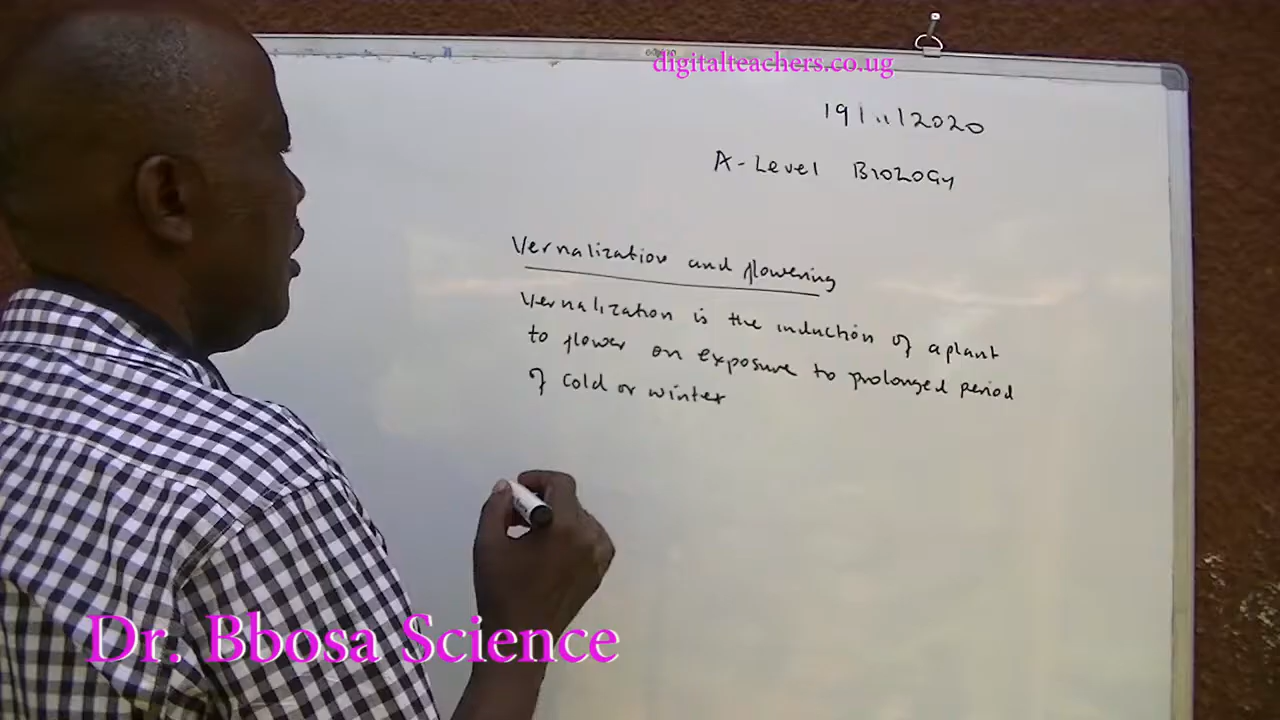 digitalteachers.co.ug
19/11/2020
A-Level BIOLOGY
Vernalization and flowering
Vernalization is the induction of a plant
to flower on exposure to prolonged period
of cold or winter
Dr. Bbosa Science